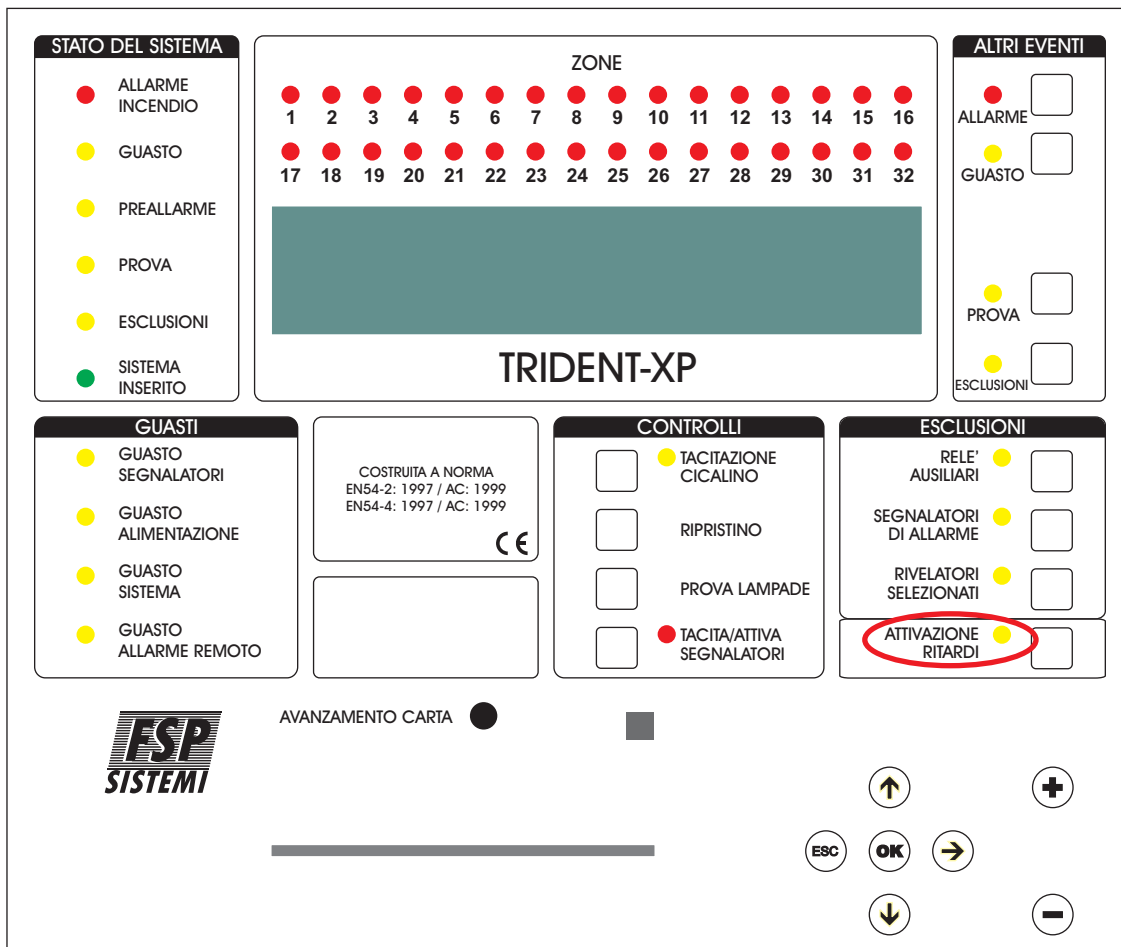 STATO DEL SISTEMA
ALLARME
INCENDIO
GUASTO
PREALLARME
PROVA
ESCLUSIONI
SISTEMA
INSERITO
ZONE
1 2 3 4 5 6 7 8 9 10 11 12 13 14 15 16
17 18 19 20 21 22 23 24 25 26 27 28 29 30 31 32
TRIDENT-XP
ALTRI EVENTI
ALLARME
GUASTO
PROVA
ESCLUSIONI
GUASTI
GUASTO
SEGNALATORI
GUASTO
ALIMENTAZIONE
GUASTO
SISTEMA
GUASTO
ALLARME REMOTO
COSTRUITA A NORMA
EN54-2: 1997 / AC: 1999
EN54-4: 1997 / AC: 1999
CE
CONTROLLI
TACITAZIONE
CICALINO
RIPRISTINO
PROVA LAMPADE
TACITA/ATTIVA
SEGNALATORI
ESCLUSIONI
RELE'
AUSILIARI
SEGNALATORI
DI ALLARME
RIVELATORI
SELEZIONATI
ATTIVAZIONE
RITARDI
FSP
SISTEMI
AVANZAMENTO CARTA
ESC
OK